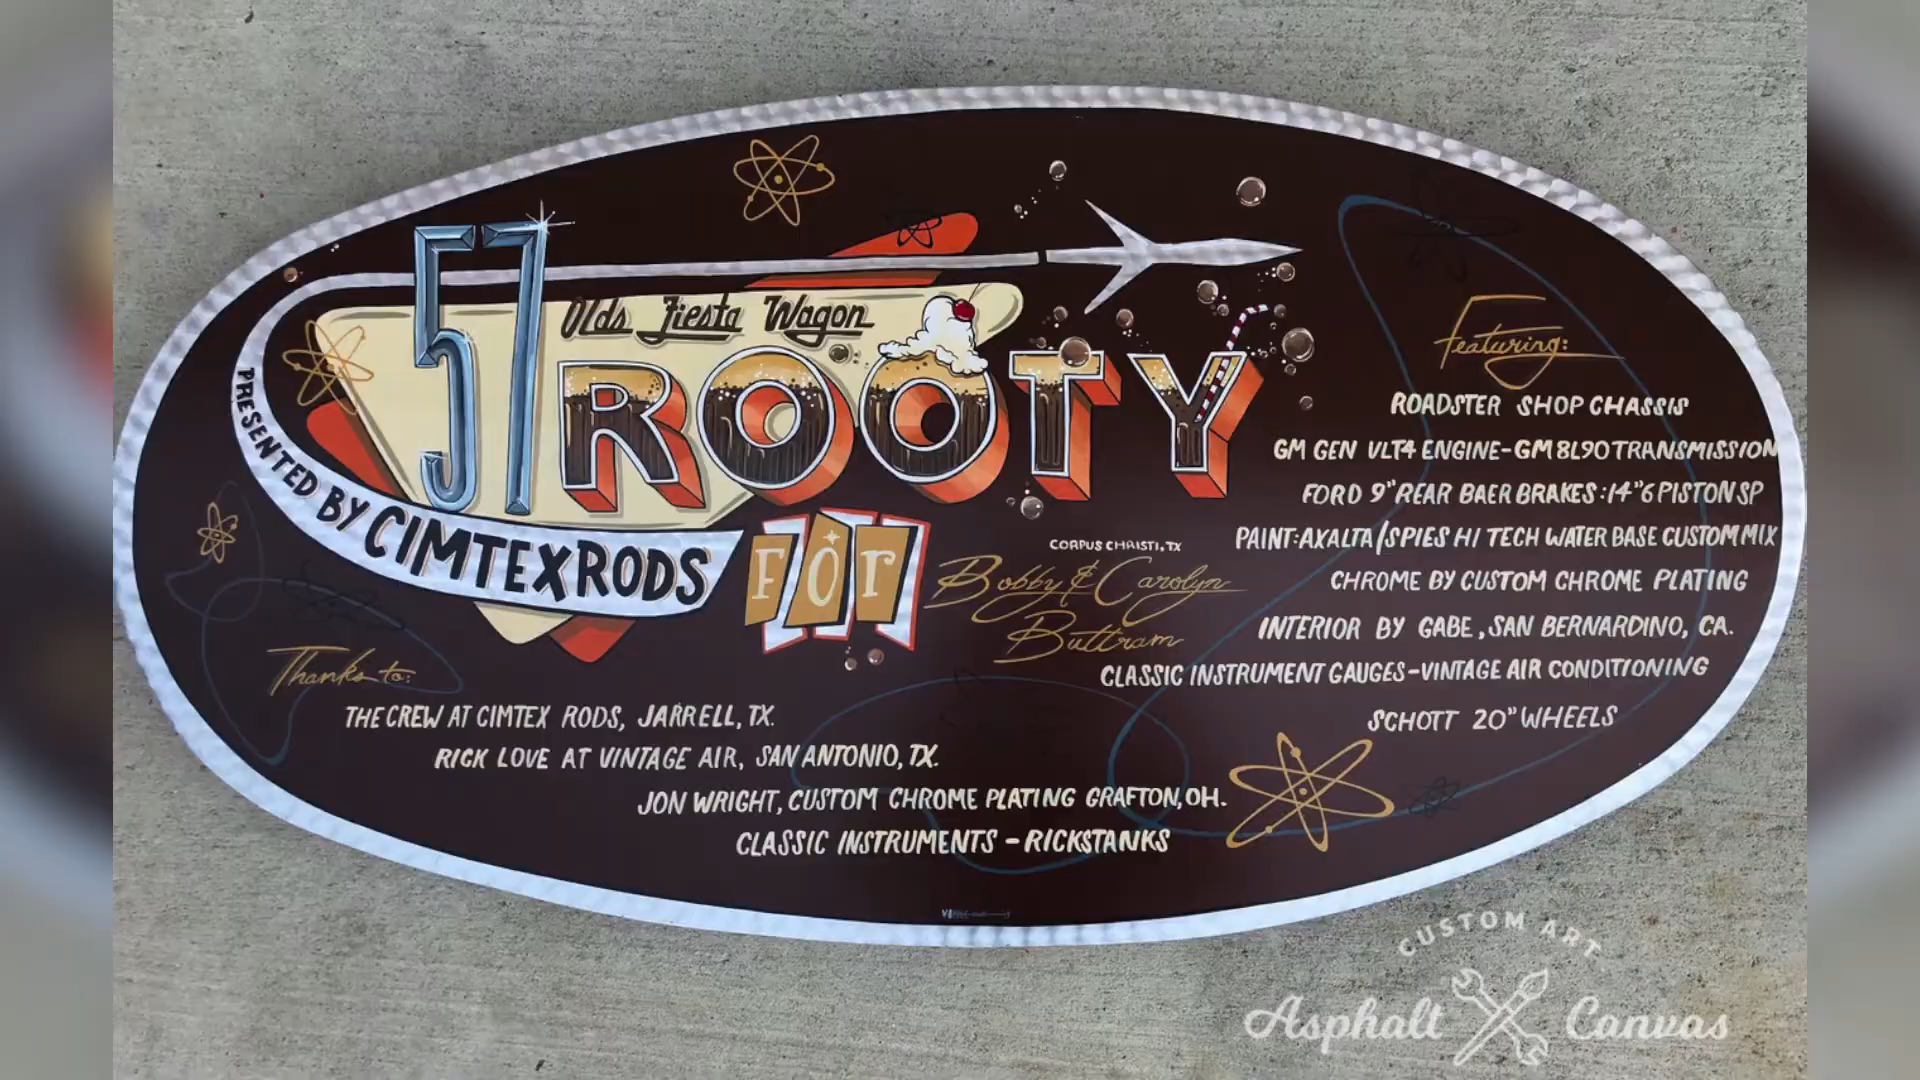 57
Olds Fiesta Wagon
ROOTY
PRESENTED BY CIMTEX RODS
FOR
CORPUS CHRISTI, TX
Bobby & Carolyn
Buttram
Featuring:
ROADSTER SHOP CHASSIS
GM GEN VLT4 ENGINE-GM 8L90 TRANSMISSION
FORD 9" REAR BAER BRAKES:14" 6 PISTON SP
PAINT:AXALTA/SPIES HI TECH WATER BASE CUSTOM MIX
CHROME BY CUSTOM CHROME PLATING
INTERIOR BY GABE, SAN BERNARDINO, CA.
CLASSIC INSTRUMENT GAUGES-VINTAGE AIR CONDITIONING
SCHOTT 20" WHEELS
Thanks to:
THE CREW AT CIMTEX RODS, JARRELL, TX.
RICK LOVE AT VINTAGE AIR, SAN ANTONIO, TX.
JON WRIGHT, CUSTOM CHROME PLATING GRAFTON, OH.
CLASSIC INSTRUMENTS - RICKSTANKS
CUSTOM ART
Asphalt Canvas